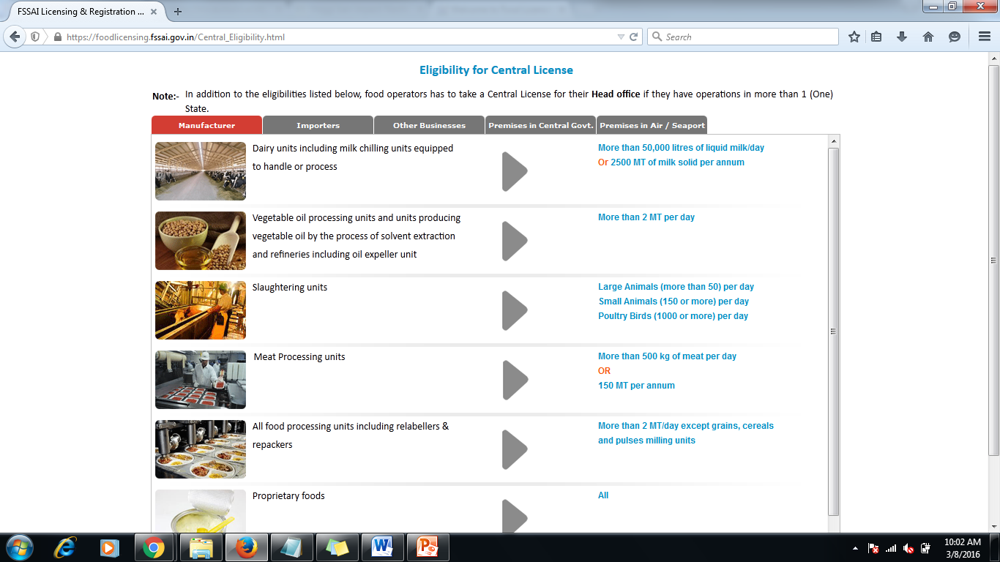 FSSAI Licensing & Registration ...
https://foodlicensing.fssai.gov.in/Central_Eligibility.html
Search
Eligibility for Central License
Note:- In addition to the eligibilities listed below, food operators has to take a Central License for their Head office if they have operations in more than 1 (One)
State.
Manufacturer Importers Other Businesses Premises in Central Govt. Premises in Air / Seaport
Dairy units including milk chilling units equipped
to handle or process
More than 50,000 litres of liquid milk/day
Or 2500 MT of milk solid per annum
Vegetable oil processing units and units producing
vegetable oil by the process of solvent extraction
and refineries including oil expeller unit
More than 2 MT per day
Slaughtering units
Large Animals (more than 50) per day
Small Animals (150 or more) per day
Poultry Birds (1000 or more) per day
Meat Processing units
More than 500 kg of meat per day
OR
150 MT per annum
All food processing units including relabellers &
repackers
More than 2 MT/day except grains, cereals
and pulses milling units
Proprietary foods
All
10:02 AM
3/8/2016